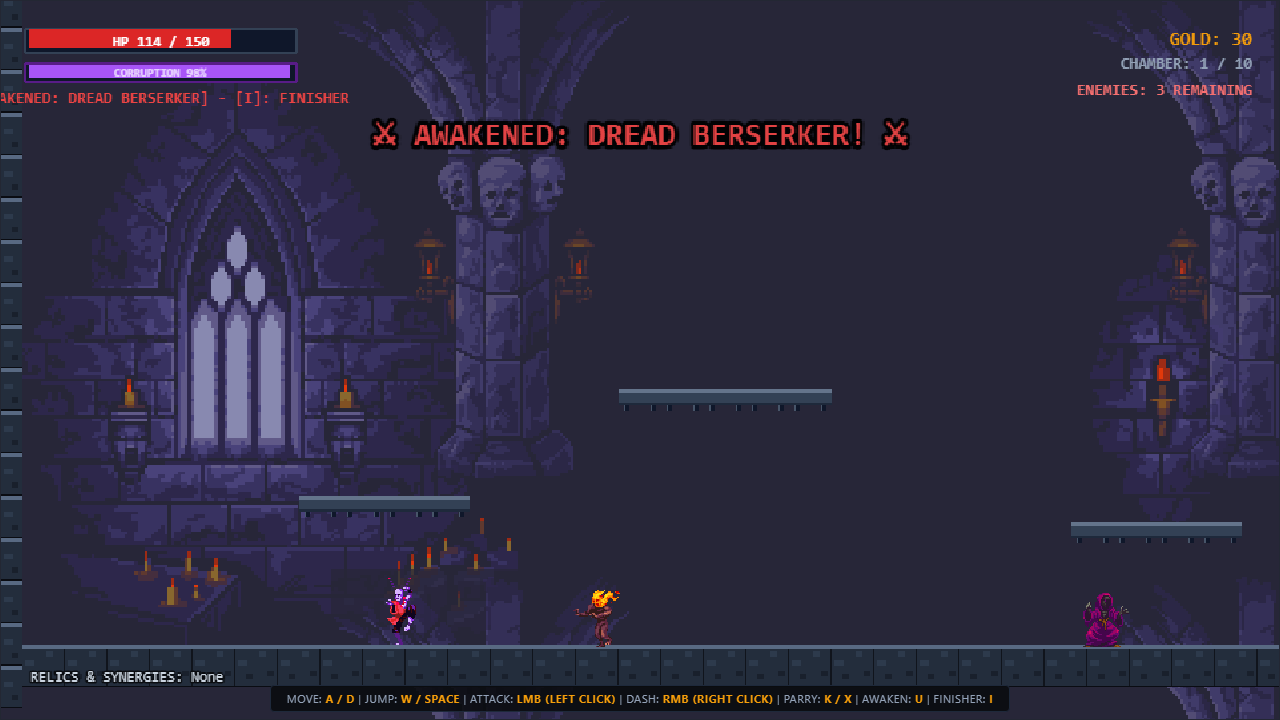 HP 114 / 150
GOLD: 30
CORRUPTION 98%
CHAMBER: 1 / 10
AKENED: DREAD BERSERKER] - [I]: FINISHER
ENEMIES: 3 REMAINING
⚔ AWAKENED: DREAD BERSERKER! ⚔
RELICS & SYNERGIES: None
MOVE: A / D | JUMP: W / SPACE | ATTACK: LMB (LEFT CLICK) | DASH: RMB (RIGHT CLICK) | PARRY: K / X | AWAKEN: U | FINISHER: I